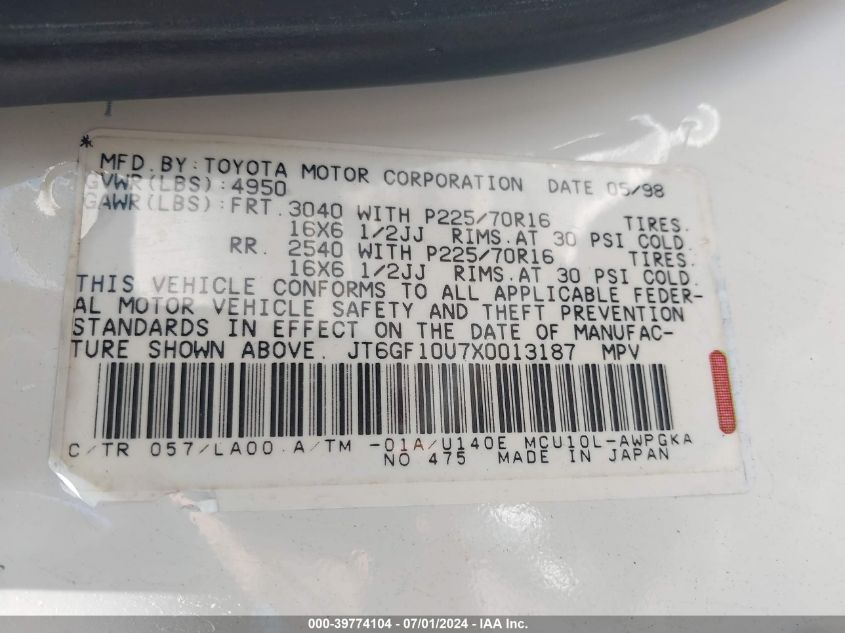 *
MFD.BY:TOYOTA MOTOR CORPORATION DATE 05/98
GVWR(LBS):4950
GAWR(LBS):FRT.3040 WITH P225/70R16 TIRES.
16X6 1/2JJ RIMS.AT 30 PSI COLD.
RR. 2540 WITH P225/70R16 TIRES.
16X6 1/2JJ RIMS.AT 30 PSI COLD.
THIS VEHICLE CONFORMS TO ALL APPLICABLE FEDER-
AL MOTOR VEHICLE SAFETY AND THEFT PREVENTION
STANDARDS IN EFFECT ON THE DATE OF MANUFAC-
TURE SHOWN ABOVE. JT6GF10U7X0013187 MPV
C/TR 057/LA00.A/TM -01A/U140E MCU10L-AWPGKA
NO 475 MADE IN JAPAN
000-39774104 - 07/01/2024 - IAA Inc.